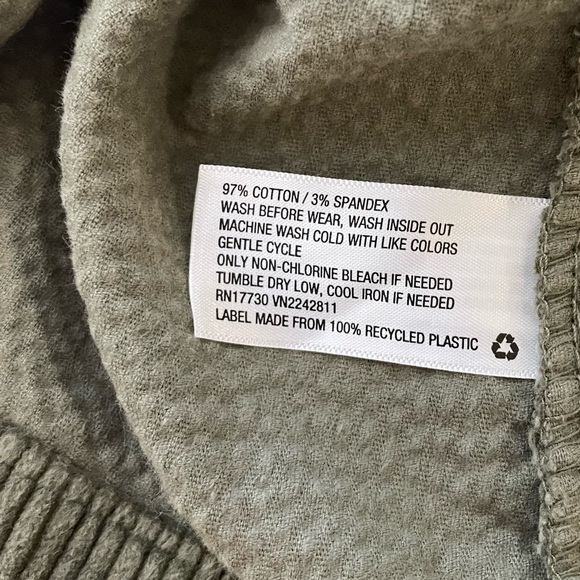 97% COTTON / 3% SPANDEX
WASH BEFORE WEAR, WASH INSIDE OUT
MACHINE WASH COLD WITH LIKE COLORS
GENTLE CYCLE
ONLY NON-CHLORINE BLEACH IF NEEDED
TUMBLE DRY LOW, COOL IRON IF NEEDED
RN17730 VN2242811
LABEL MADE FROM 100% RECYCLED PLASTIC